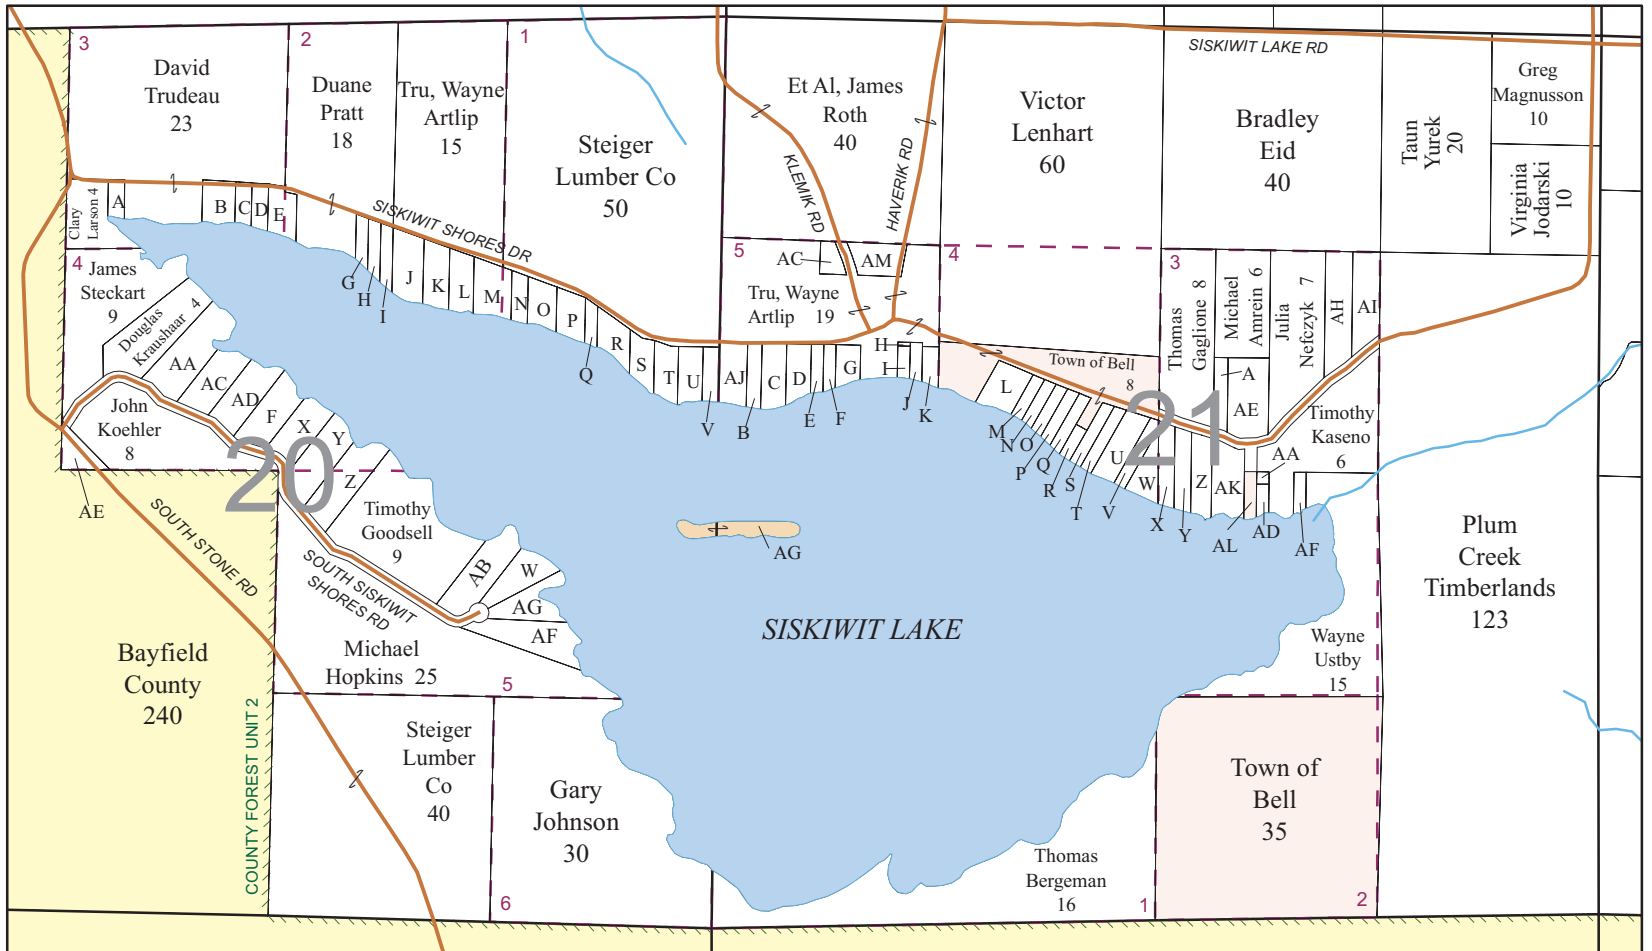 3
David
Trudeau
23
2
Duane
Pratt
18
Tru, Wayne
Artlip
15
1
Steiger
Lumber Co
50
Et Al, James
Roth
40
KLEMIK RD
HAVERIK RD
Victor
Lenhart
60
SISKIWIT LAKE RD
Bradley
Eid
40
Taun
Yurek
20
Greg
Magnusson
10
Virginia
Jodarski
10
Clary
Larson 4
A
B
C
D
E
SISKIWIT SHORES DR
G
H
I
J
K
L
M
N
O
P
Q
R
S
T
U
V
5
AC
AM
Tru, Wayne
Artlip 19
AJ
B
C
D
E
F
G
H
I
J
K
4
Town of Bell
8
L
M
N
O
P
Q
R
S
T
U
V
W
X
Y
Z
21
3
Thomas
Gaglione 8
Michael
Amrein 6
Julia
Nefczyk 7
AH
AI
A
AE
Timothy
Kaseno
6
AA
AK
AL
AD
AF
4
James
Steckart
9
Douglas
Kraushaar 4
AA
AC
AD
F
X
Y
Z
John
Koehler
8
AE
20
SOUTH STONE RD
Timothy
Goodsell
9
SOUTH SISKIWIT
SHORES RD
AB
W
AG
AF
Michael
Hopkins 25
5
AG
SISKIWIT LAKE
Plum
Creek
Timberlands
123
Wayne
Ustby
15
Bayfield
County
240
COUNTY FOREST UNIT 2
Steiger
Lumber
Co
40
Gary
Johnson
30
6
Thomas
Bergeman
16
1
Town of
Bell
35
2